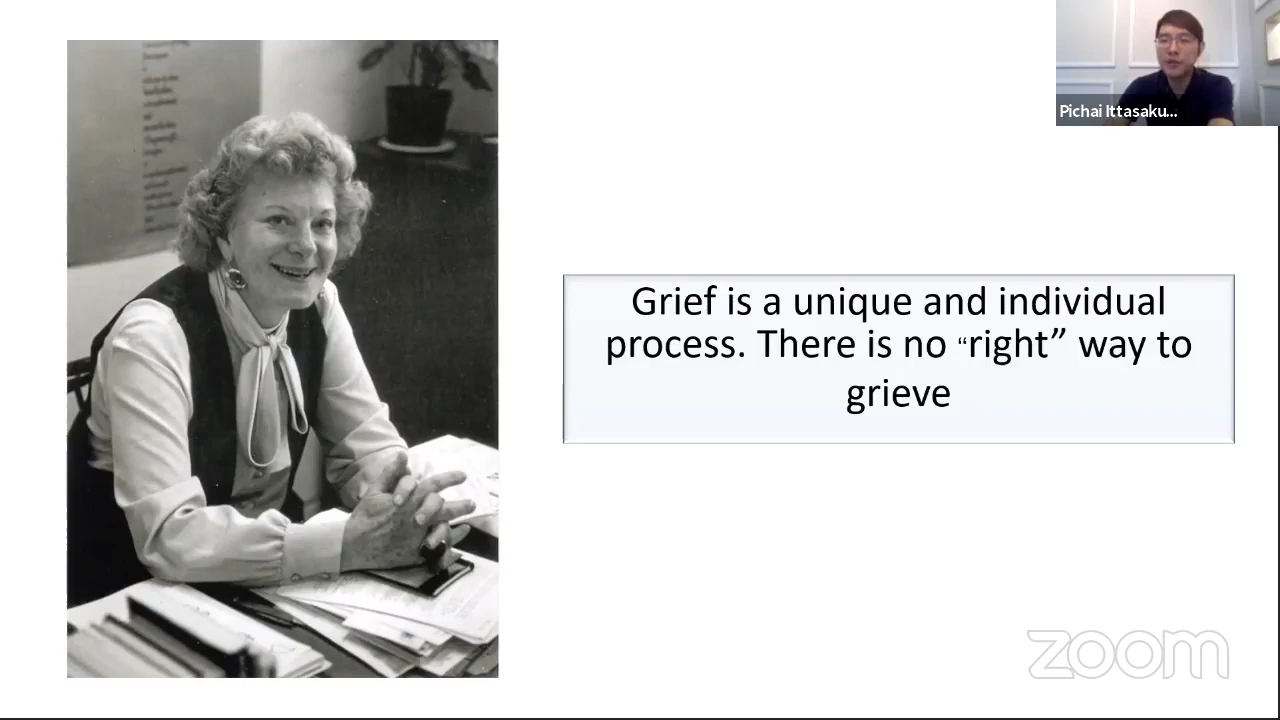 Pichai Ittasaku...
Grief is a unique and individual
process. There is no “right” way to
grieve
zoom